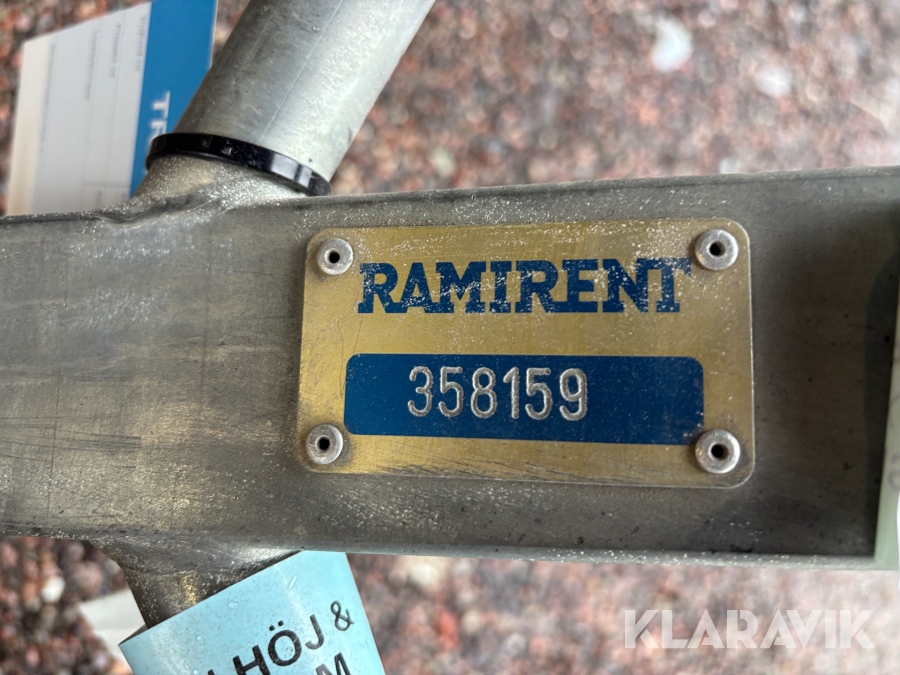 RAMIRENT
358159
HÖJ &
KLARAVIK